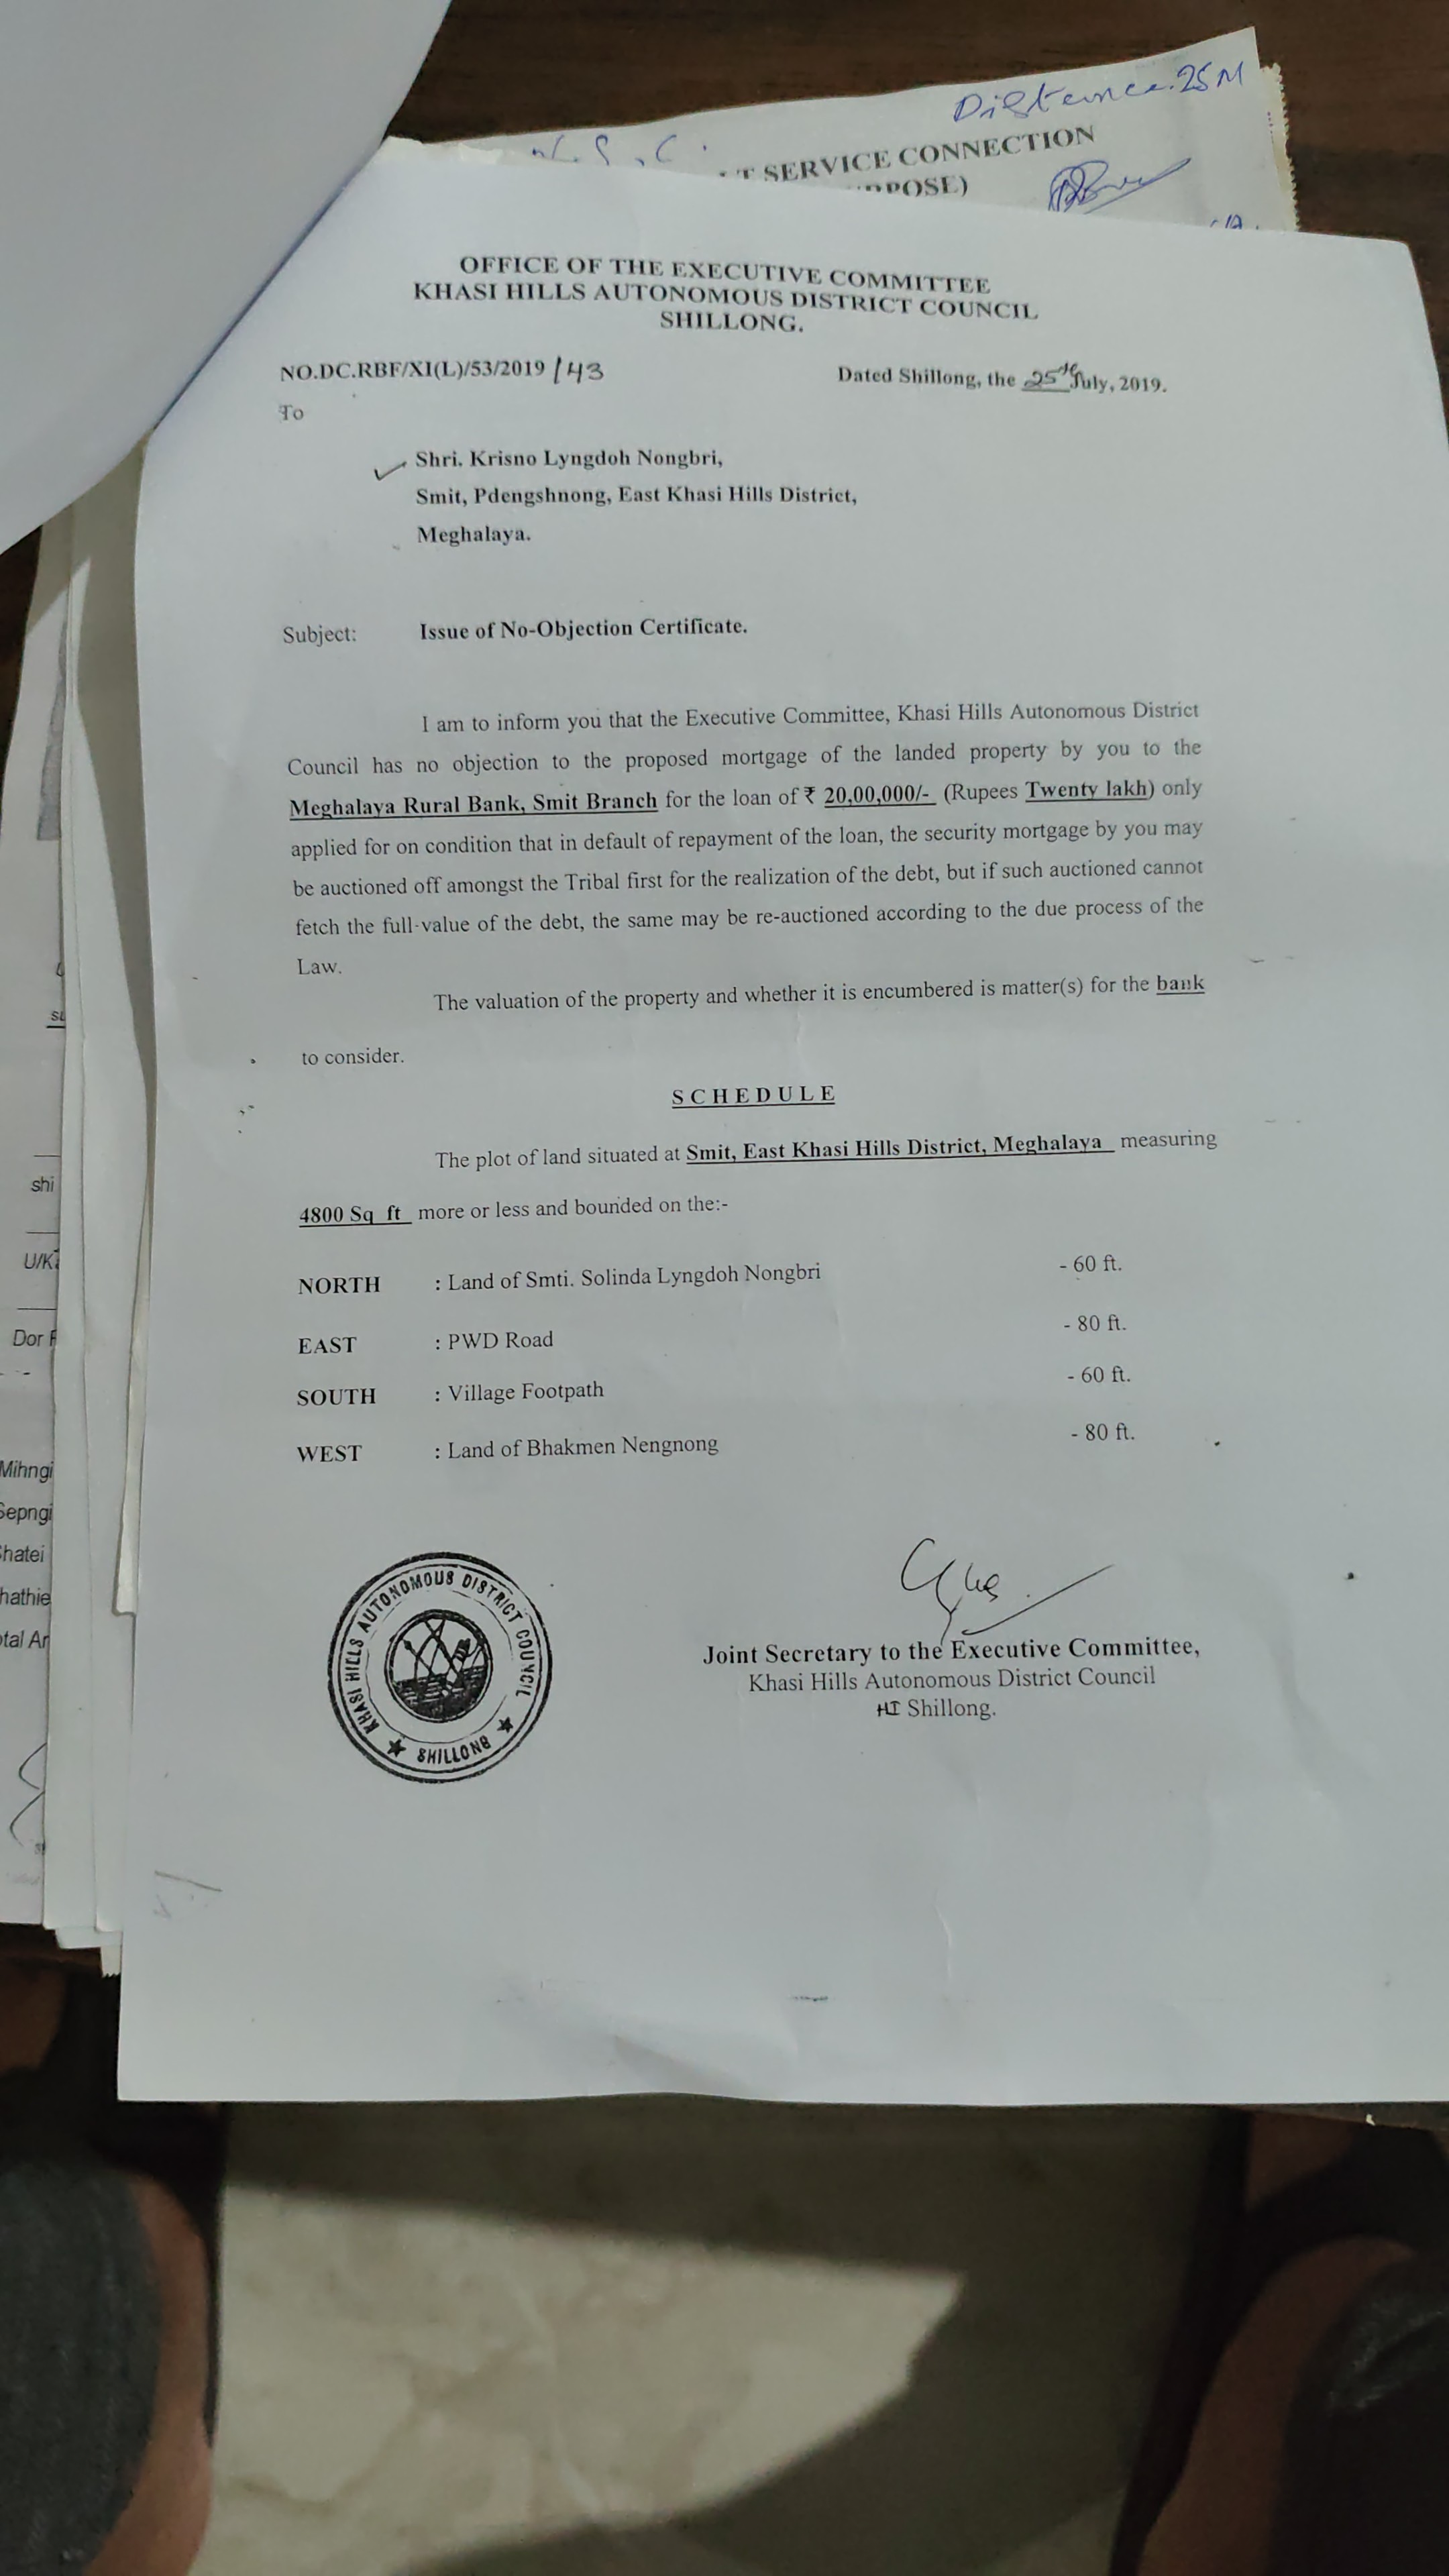 Distance. 25M
SERVICE CONNECTION
OFFICE OF THE EXECUTIVE COMMITTEE
KHASI HILLS AUTONOMOUS DISTRICT COUNCIL
SHILLONG.
NO.DC.RBF/XI(L)/53/2019 /43
Dated Shillong, the 25th July, 2019.
To
Shri. Krisno Lyngdoh Nongbri,
Smit, Pdengshnong, East Khasi Hills District,
Meghalaya.
Subject: Issue of No-Objection Certificate.
I am to inform you that the Executive Committee, Khasi Hills Autonomous District
Council has no objection to the proposed mortgage of the landed property by you to the
Meghalaya Rural Bank, Smit Branch for the loan of ₹ 20,00,000/- (Rupees Twenty lakh) only
applied for on condition that in default of repayment of the loan, the security mortgage by you may
be auctioned off amongst the Tribal first for the realization of the debt, but if such auctioned cannot
fetch the full-value of the debt, the same may be re-auctioned according to the due process of the
Law.
The valuation of the property and whether it is encumbered is matter(s) for the bank
to consider.
SCHEDULE
The plot of land situated at Smit, East Khasi Hills District, Meghalaya measuring
4800 Sq ft more or less and bounded on the:-
NORTH : Land of Smti. Solinda Lyngdoh Nongbri - 60 ft.
EAST : PWD Road - 80 ft.
SOUTH : Village Footpath - 60 ft.
WEST : Land of Bhakmen Nengnong - 80 ft.
KHASI HILLS AUTONOMOUS DISTRICT COUNCIL
SHILLONG
Joint Secretary to the Executive Committee,
Khasi Hills Autonomous District Council
Shillong.
shi
Dor
Mihngi
Sepngi